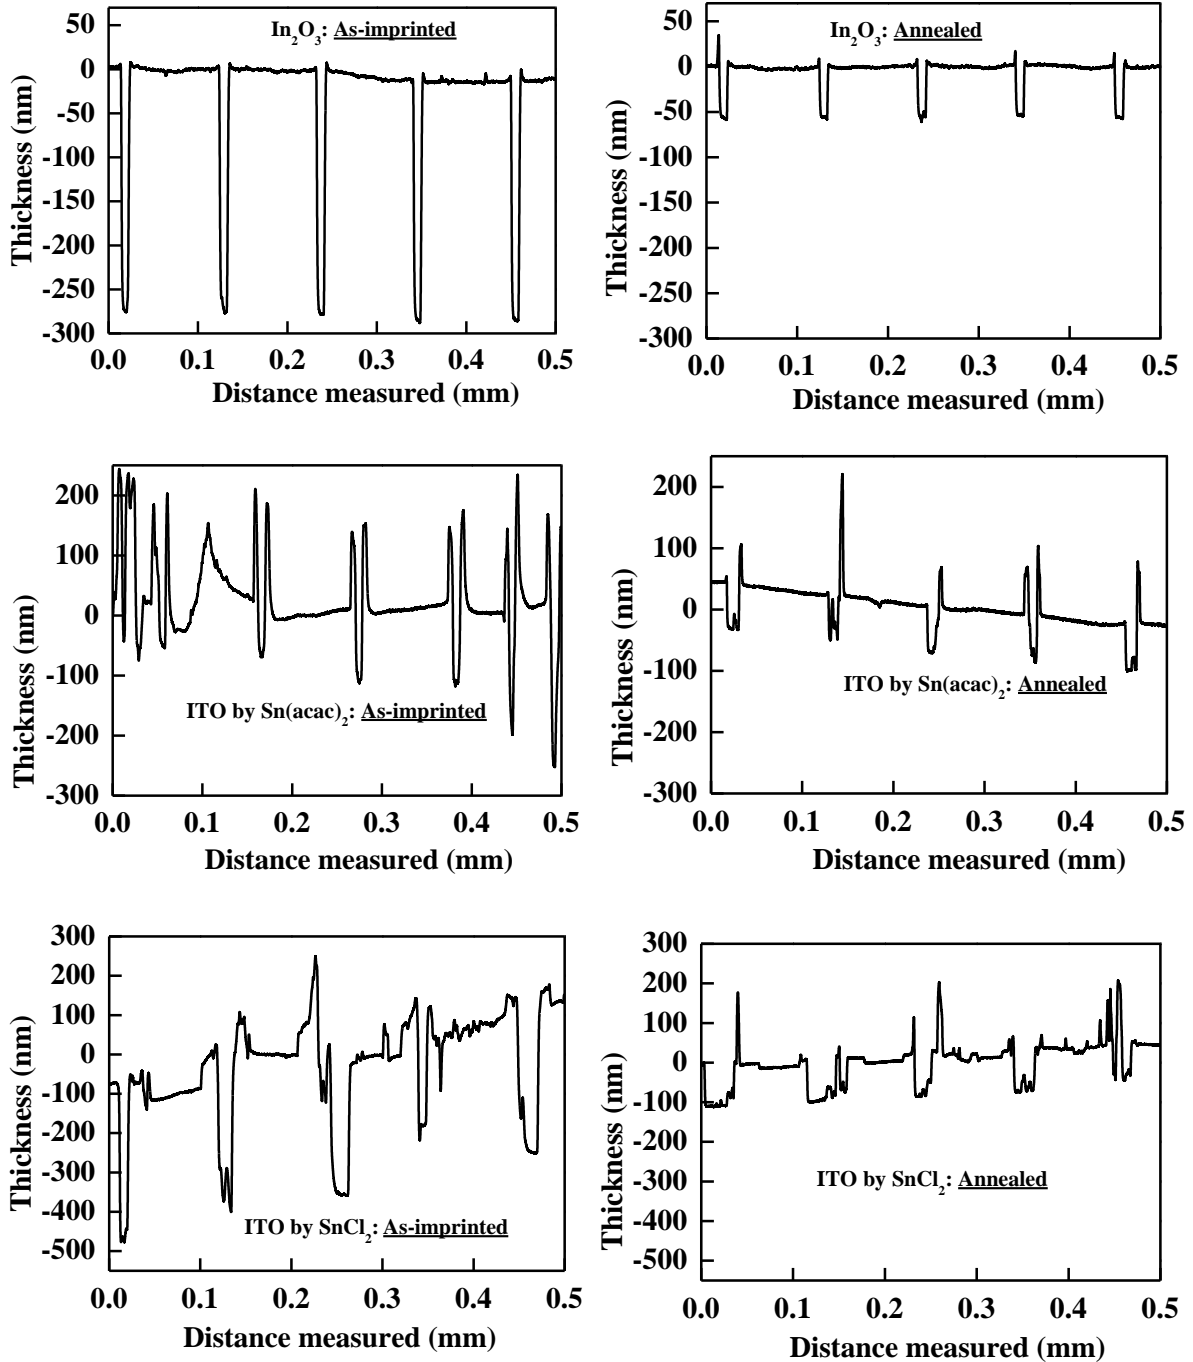 In2O3: As-imprinted
50
0
-50
-100
-150
-200
-250
-300
Thickness (nm)
0.0 0.1 0.2 0.3 0.4 0.5
Distance measured (mm)
In2O3: Annealed
50
0
-50
-100
-150
-200
-250
-300
Thickness (nm)
0.0 0.1 0.2 0.3 0.4 0.5
Distance measured (mm)
200
100
0
-100
-200
-300
Thickness (nm)
ITO by Sn(acac)2: As-imprinted
0.0 0.1 0.2 0.3 0.4 0.5
Distance measured (mm)
200
100
0
-100
-200
-300
Thickness (nm)
ITO by Sn(acac)2: Annealed
0.0 0.1 0.2 0.3 0.4 0.5
Distance measured (mm)
300
200
100
0
-100
-200
-300
-400
-500
Thickness (nm)
ITO by SnCl2: As-imprinted
0.0 0.1 0.2 0.3 0.4 0.5
Distance measured (mm)
300
200
100
0
-100
-200
-300
-400
-500
Thickness (nm)
ITO by SnCl2: Annealed
0.0 0.1 0.2 0.3 0.4 0.5
Distance measured (mm)